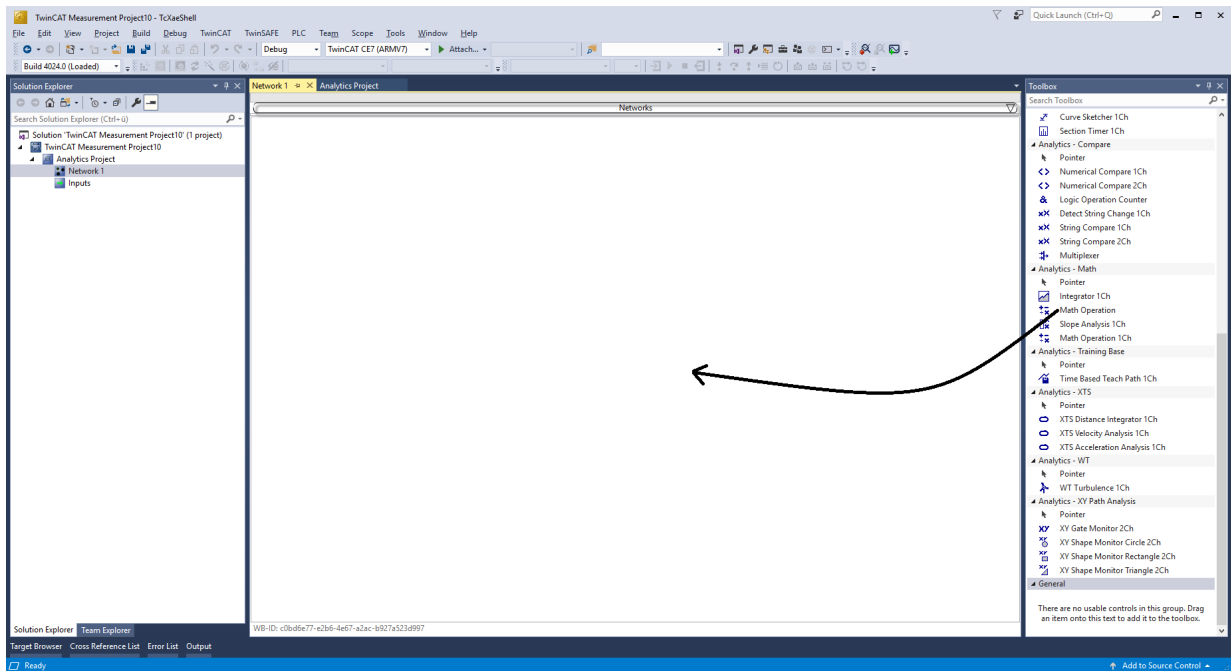 TwinCAT Measurement Project10 - TcXaeShell
Quick Launch (Ctrl+Q)
File Edit View Project Build Debug TwinCAT TwinSAFE PLC Team Scope Tools Window Help
Debug TwinCAT CE7 (ARMV7) Attach...
Build 4024.0 (Loaded)
Solution Explorer
Search Solution Explorer (Ctrl+ü)
Solution 'TwinCAT Measurement Project10' (1 project)
TwinCAT Measurement Project10
Analytics Project
Network 1
Inputs
Solution Explorer Team Explorer
Network 1 Analytics Project
Networks
WB-ID: c0bd6e77-e2b6-4e67-a2ac-b927a523d997
Toolbox
Search Toolbox
Curve Sketcher 1Ch
Section Timer 1Ch
Analytics - Compare
Pointer
Numerical Compare 1Ch
Numerical Compare 2Ch
Logic Operation Counter
Detect String Change 1Ch
String Compare 1Ch
String Compare 2Ch
Multiplexer
Analytics - Math
Pointer
Integrator 1Ch
Math Operation
Slope Analysis 1Ch
Math Operation 1Ch
Analytics - Training Base
Pointer
Time Based Teach Path 1Ch
Analytics - XTS
Pointer
XTS Distance Integrator 1Ch
XTS Velocity Analysis 1Ch
XTS Acceleration Analysis 1Ch
Analytics - WT
Pointer
WT Turbulence 1Ch
Analytics - XY Path Analysis
Pointer
XY Gate Monitor 2Ch
XY Shape Monitor Circle 2Ch
XY Shape Monitor Rectangle 2Ch
XY Shape Monitor Triangle 2Ch
General
There are no usable controls in this group. Drag
an item onto this text to add it to the toolbox.
Target Browser Cross Reference List Error List Output
Ready
Add to Source Control